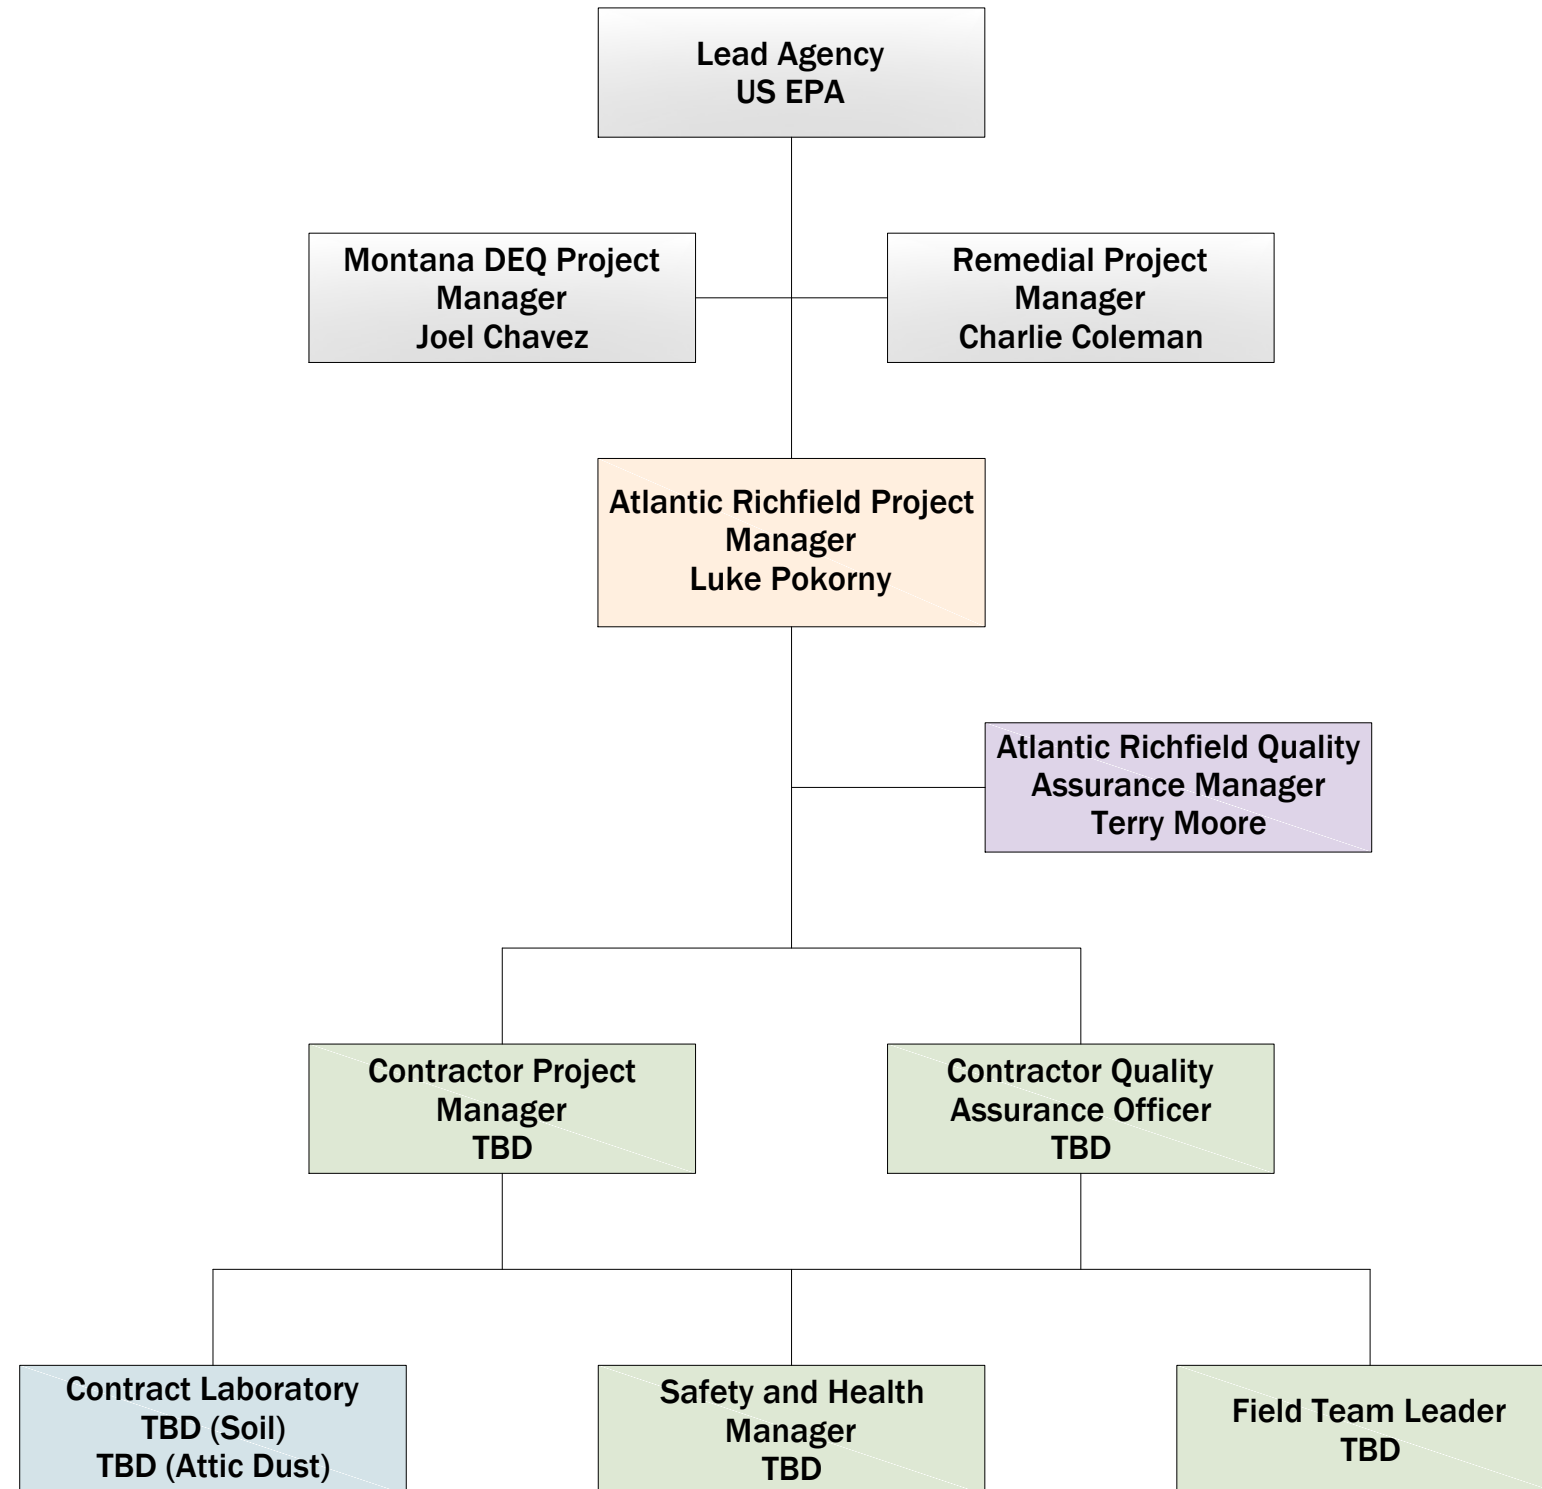 Lead Agency
US EPA
Montana DEQ Project
Manager
Joel Chavez
Remedial Project
Manager
Charlie Coleman
Atlantic Richfield Project
Manager
Luke Pokorny
Atlantic Richfield Quality
Assurance Manager
Terry Moore
Contractor Project
Manager
TBD
Contractor Quality
Assurance Officer
TBD
Contract Laboratory
TBD (Soil)
TBD (Attic Dust)
Safety and Health
Manager
TBD
Field Team Leader
TBD